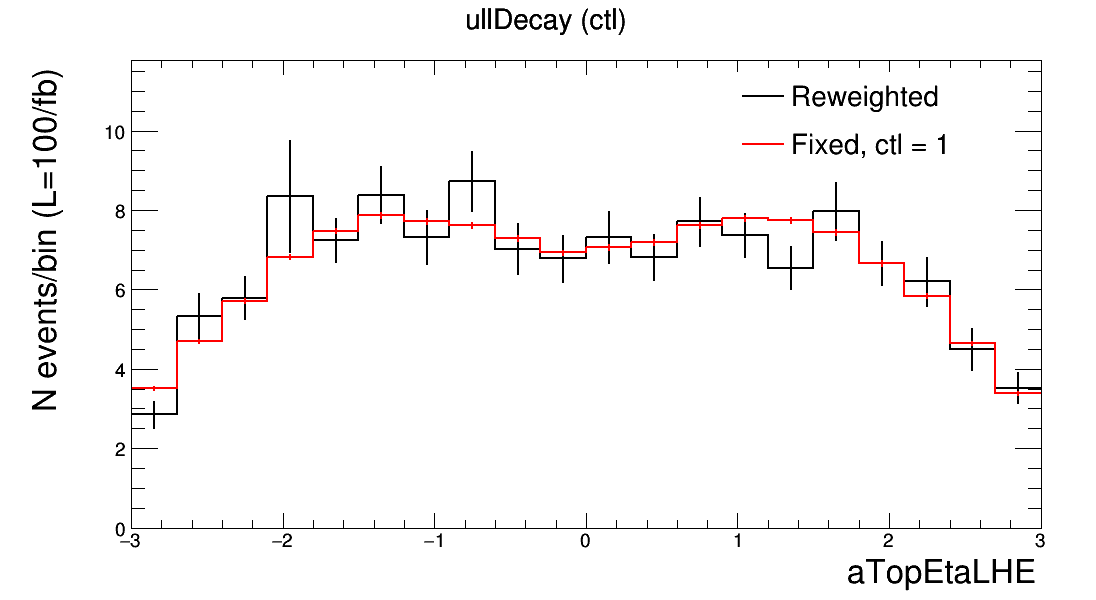 ullDecay (ctl)
N events/bin (L=100/fb)
Reweighted
Fixed, ctl = 1
10
8
6
4
2
0
−3 −2 −1 0 1 2 3
aTopEtaLHE